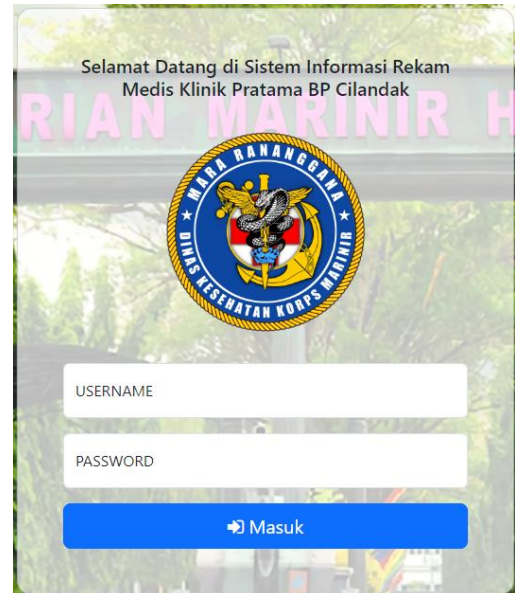 Selamat Datang di Sistem Informasi Rekam
Medis Klinik Pratama BP Cilandak
RIAN MARINIR H
MARA RANANGGANA
DINAS KESEHATAN KORPS MARINIR
USERNAME
PASSWORD
Masuk